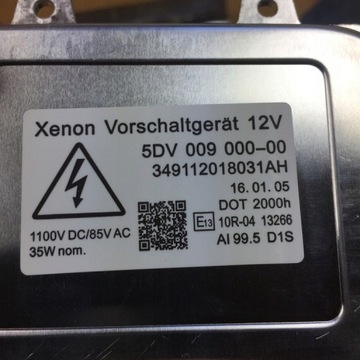 Xenon Vorschaltgerät 12V
5DV 009 000-00
349112018031AH
16. 01. 05
DOT 2000h
1100V DC/85V AC
E13 10R-04 13266
35W nom.
AI 99.5 D1S